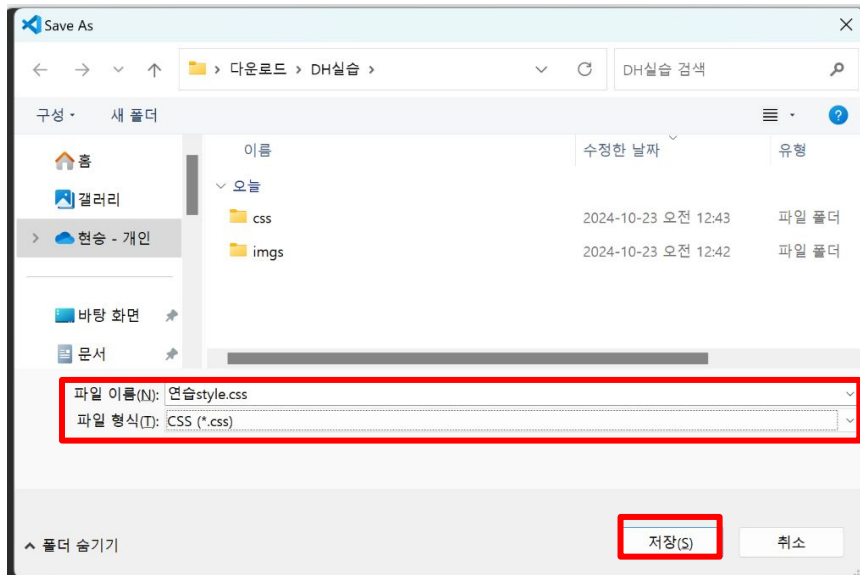 Save As
다운로드 > DH실습 >
DH실습 검색
구성
새 폴더
이름
수정한 날짜
유형
홈
갤러리
현승 - 개인
바탕 화면
문서
오늘
css
2024-10-23 오전 12:43
파일 폴더
imgs
2024-10-23 오전 12:42
파일 폴더
파일 이름(N): 연습style.css
파일 형식(T): CSS (*.css)
폴더 숨기기
저장(S)
취소